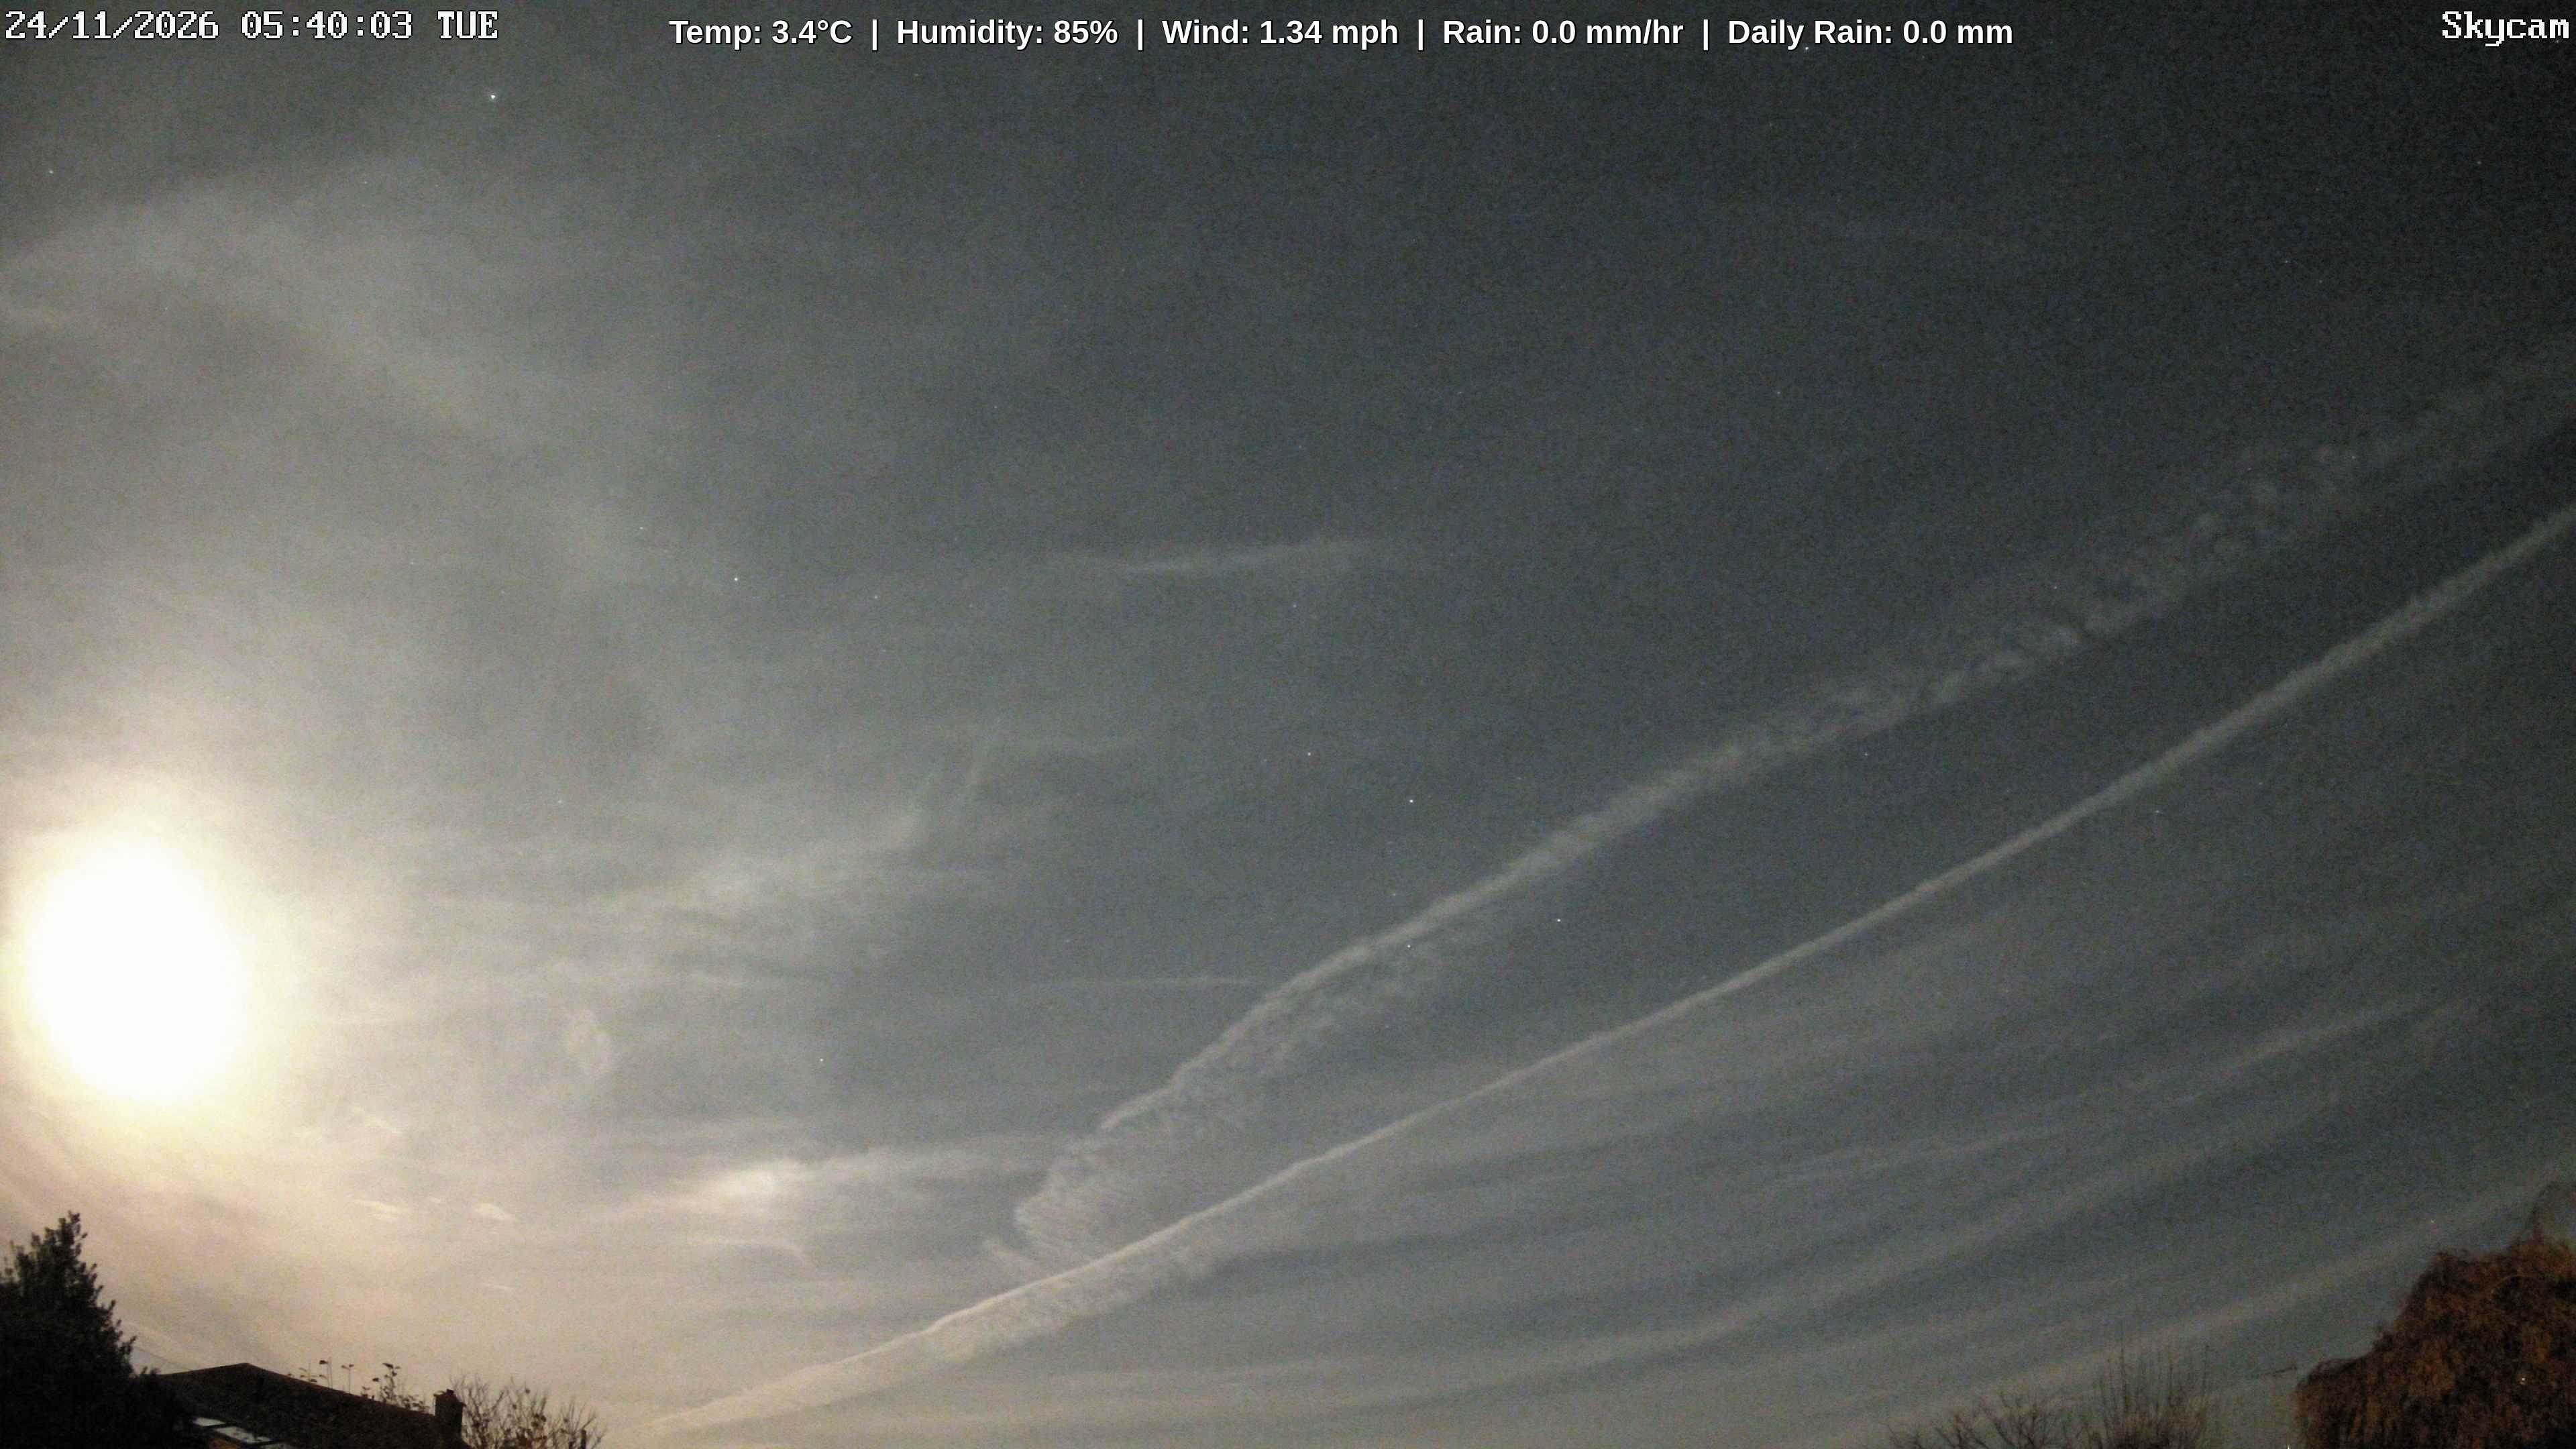 24/11/2026 05:40:03 TUE
Temp: 3.4°C | Humidity: 85% | Wind: 1.34 mph | Rain: 0.0 mm/hr | Daily Rain: 0.0 mm
Skycam